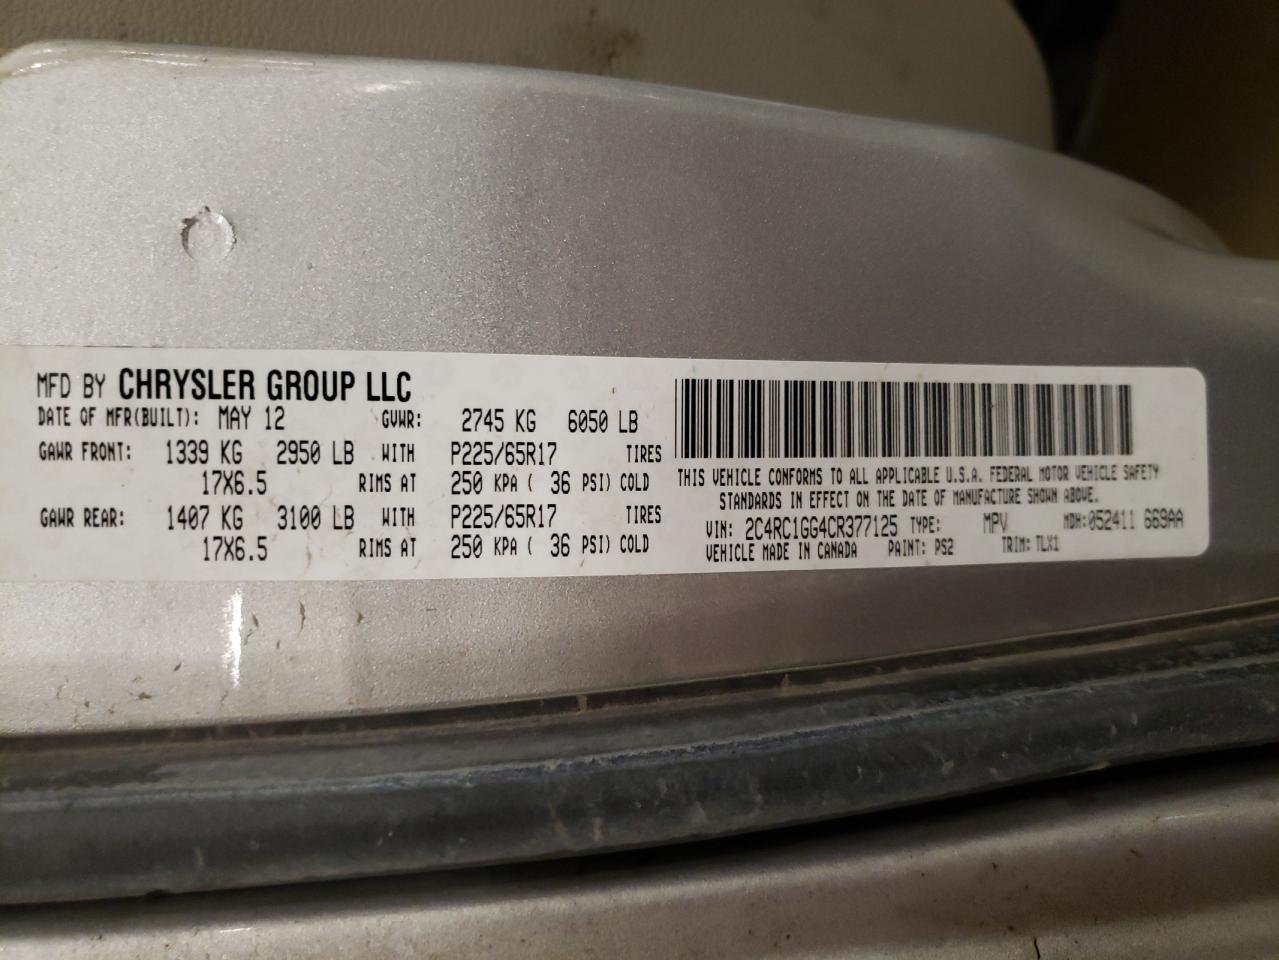 MFD BY CHRYSLER GROUP LLC
DATE OF MFR(BUILT): MAY 12 GVWR: 2745 KG 6050 LB
GAWR FRONT: 1339 KG 2950 LB WITH P225/65R17 TIRES
17X6.5 RIMS AT 250 KPA ( 36 PSI) COLD
GAWR REAR: 1407 KG 3100 LB WITH P225/65R17 TIRES
17X6.5 RIMS AT 250 KPA ( 36 PSI) COLD
THIS VEHICLE CONFORMS TO ALL APPLICABLE U.S.A. FEDERAL MOTOR VEHICLE SAFETY
STANDARDS IN EFFECT ON THE DATE OF MANUFACTURE SHOWN ABOVE.
VIN: 2C4RC1GG4CR377125 TYPE: MPV MDH:052411 669AA
VEHICLE MADE IN CANADA PAINT: PS2 TRIM: TLX1